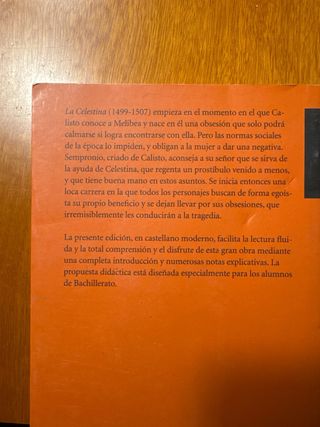 La Celestina (1499-1507) empieza en el momento en el que Ca-
listo conoce a Melibea y nace en él una obsesión que solo podrá
calmarse si logra encontrarse con ella. Pero las normas sociales
de la época lo impiden, y obligan a la mujer a dar una negativa.
Sempronio, criado de Calisto, aconseja a su señor que se sirva de
la ayuda de Celestina, que regenta un prostíbulo venido a menos,
y que tiene buena mano en estos asuntos. Se inicia entonces una
loca carrera en la que todos los personajes buscan de forma egoís-
ta su propio beneficio y se dejan llevar por sus obsesiones, que
irremisiblemente les conducirán a la tragedia.
La presente edición, en castellano moderno, facilita la lectura flui-
da y la total comprensión y el disfrute de esta gran obra mediante
una completa introducción y numerosas notas explicativas. La
propuesta didáctica está diseñada especialmente para los alumnos
de Bachillerato.